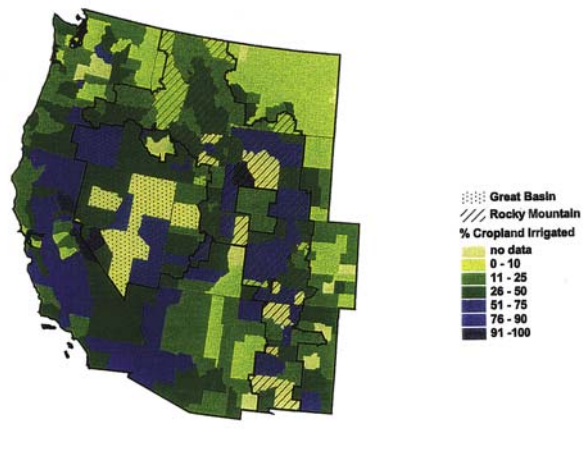 Great Basin
Rocky Mountain
% Cropland Irrigated
no data
0 - 10
11 - 25
26 - 50
51 - 75
76 - 90
91 -100